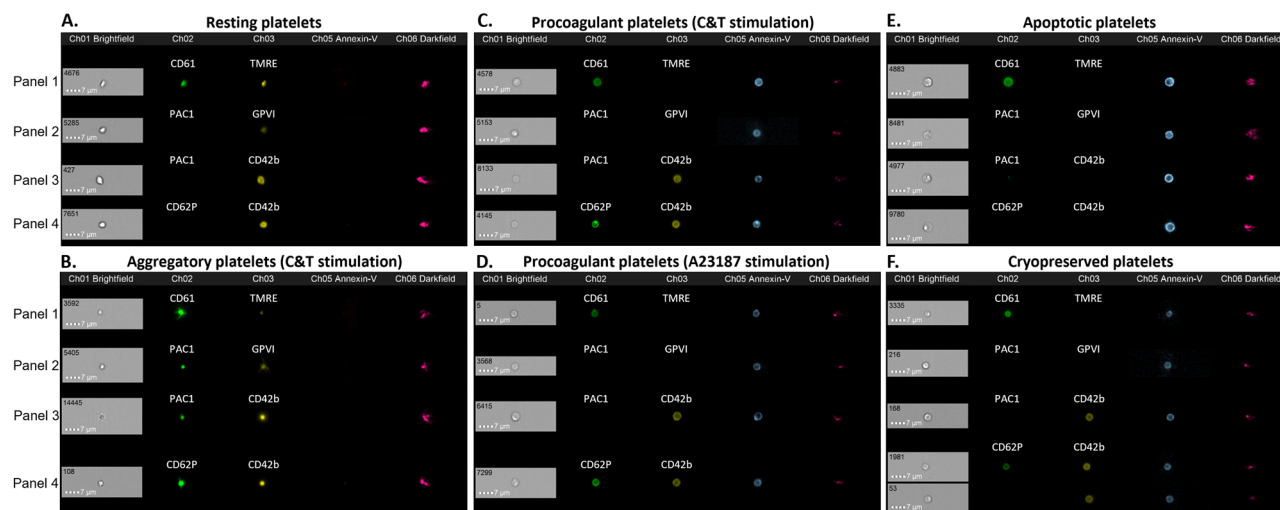 A. Resting platelets
Ch01 Brightfield Ch02 Ch03 Ch05 Annexin-V Ch06 Darkfield
CD61 TMRE
Panel 1
4676
7 μm
PAC1 GPVI
Panel 2
5285
7 μm
PAC1 CD42b
Panel 3
427
7 μm
CD62P CD42b
Panel 4
7651
7 μm
B. Aggregatory platelets (C&T stimulation)
Ch01 Brightfield Ch02 Ch03 Ch05 Annexin-V Ch06 Darkfield
CD61 TMRE
Panel 1
3592
7 μm
PAC1 GPVI
Panel 2
5405
7 μm
PAC1 CD42b
Panel 3
14445
7 μm
CD62P CD42b
Panel 4
108
7 μm
C. Procoagulant platelets (C&T stimulation)
Ch01 Brightfield Ch02 Ch03 Ch05 Annexin-V Ch06 Darkfield
CD61 TMRE
4578
7 μm
PAC1 GPVI
5153
7 μm
PAC1 CD42b
6133
7 μm
CD62P CD42b
4145
7 μm
D. Procoagulant platelets (A23187 stimulation)
Ch01 Brightfield Ch02 Ch03 Ch05 Annexin-V Ch06 Darkfield
CD61 TMRE
5
7 μm
PAC1 GPVI
3568
7 μm
PAC1 CD42b
6415
7 μm
CD62P CD42b
7299
7 μm
E. Apoptotic platelets
Ch01 Brightfield Ch02 Ch03 Ch05 Annexin-V Ch06 Darkfield
CD61 TMRE
4883
7 μm
PAC1 GPVI
8481
7 μm
PAC1 CD42b
4977
7 μm
CD62P CD42b
9780
7 μm
F. Cryopreserved platelets
Ch01 Brightfield Ch02 Ch03 Ch05 Annexin-V Ch06 Darkfield
CD61 TMRE
3335
7 μm
PAC1 GPVI
216
7 μm
PAC1 CD42b
168
7 μm
CD62P CD42b
1981
7 μm
53
7 μm